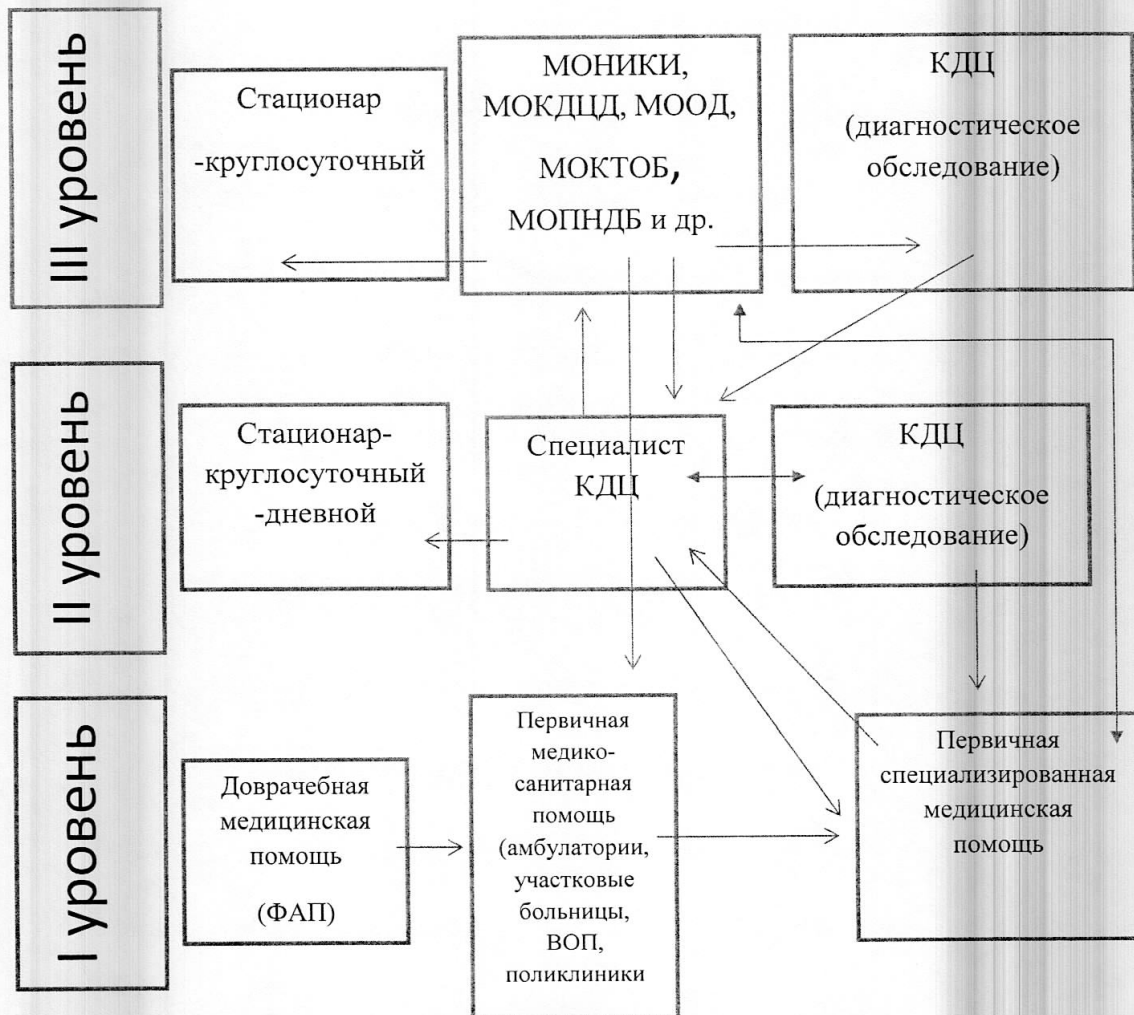 III уровень
Стационар
-круглосуточный
МОНИКИ,
МОКДЦД, МООД,
МОКТОБ,
МОПНДБ и др.
КДЦ
(диагностическое
обследование)
II уровень
Стационар-
круглосуточный
-дневной
Специалист
КДЦ
КДЦ
(диагностическое
обследование)
I уровень
Доврачебная
медицинская
помощь
(ФАП)
Первичная
медико-
санитарная
помощь
(амбулатории,
участковые
больницы,
ВОП,
поликлиники
Первичная
специализированная
медицинская
помощь